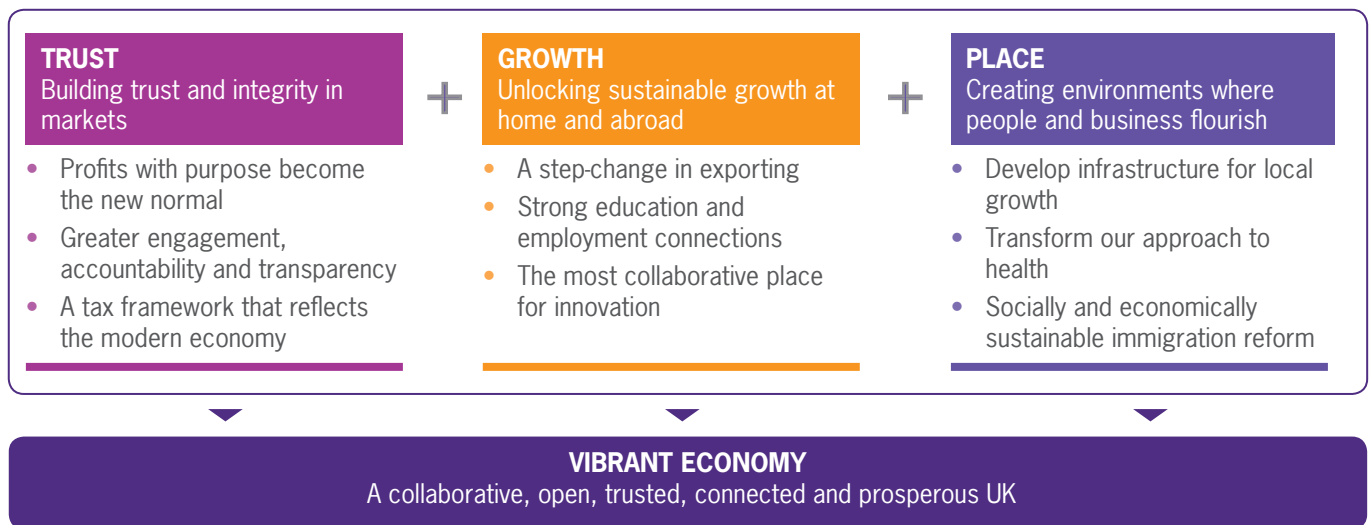 TRUST
Building trust and integrity in
markets
• Profits with purpose become
the new normal
• Greater engagement,
accountability and transparency
• A tax framework that reflects
the modern economy
+
GROWTH
Unlocking sustainable growth at
home and abroad
• A step-change in exporting
• Strong education and
employment connections
• The most collaborative place
for innovation
+
PLACE
Creating environments where
people and business flourish
• Develop infrastructure for local
growth
• Transform our approach to
health
• Socially and economically
sustainable immigration reform
VIBRANT ECONOMY
A collaborative, open, trusted, connected and prosperous UK